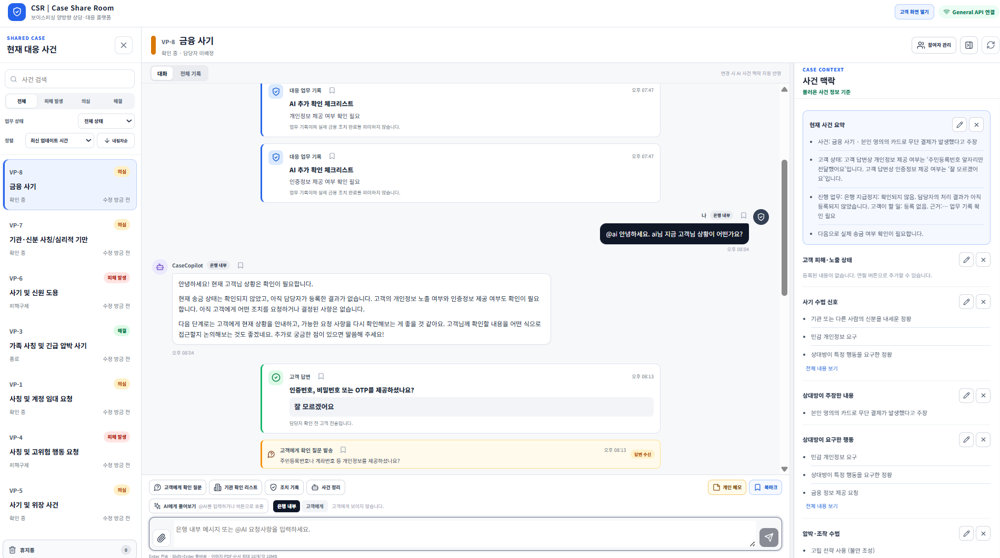 CSR | Case Share Room
보이스피싱 양방향 상담·대응 플랫폼
고객 화면 열기
General API 연결
SHARED CASE
현재 대응 사건
사건 검색
전체
피해 발생
의심
해결
업무 상태
전체 상태
정렬
최신 업데이트 시간
내림차순
VP-8
의심
금융 사기
확인 중
수정 방금 전
VP-7
의심
기관·신분 사칭/심리적 기만
확인 중
수정 방금 전
VP-6
피해 발생
사기 및 신원 도용
피해구제
수정 방금 전
VP-3
해결
가족 사칭 및 긴급 압박 사기
종료
수정 방금 전
VP-1
의심
사칭 및 계정 임대 요청
확인 중
수정 방금 전
VP-4
피해 발생
사칭 및 고위험 행동 요청
피해구제
수정 방금 전
VP-5
의심
사기 및 위장 사건
확인 중
수정 방금 전
휴지통
0
VP-8 금융 사기
확인 중 · 담당자 미배정
참여자 관리
대화
전체 기록
변경 시 AI 사건 맥락 자동 반영
대응 업무 기록
오후 07:47
AI 추가 확인 체크리스트
개인정보 제공 여부 확인 필요
업무 기록이며 실제 금융 조치 완료를 의미하지 않습니다.
대응 업무 기록
오후 07:47
AI 추가 확인 체크리스트
인증정보 제공 여부 확인 필요
업무 기록이며 실제 금융 조치 완료를 의미하지 않습니다.
나
은행 내부
@ai 안녕하세요. ai님 지금 고객님 상황이 어떤가요?
오후 08:04
CaseCopilot
은행 내부
안녕하세요! 현재 고객님 상황은 확인이 필요합니다.
현재 송금 상태는 확인되지 않았고, 아직 담당자가 등록한 결과가 없습니다. 고객의 개인정보 노출 여부와 인증정보 제공 여부도 확인이 필요
합니다. 아직 고객에게 어떤 조치를 요청하거나 결정된 사항은 없습니다.
다음 단계로는 고객에게 현재 상황을 안내하고, 가능한 요청 사항을 다시 확인해보는 게 좋을 것 같아요. 고객님께 확인할 내용을 어떤 식으로
접근할지 논의해보는 것도 좋겠네요. 추가로 궁금한 점이 있으면 말씀해 주세요!
오후 08:04
고객 답변
오후 08:13
인증번호, 비밀번호 또는 OTP를 제공하셨나요?
잘 모르겠어요
담당자 확인 전 고객 진술입니다.
고객에게 확인 질문 발송
오후 08:13
답변 수신
주민등록번호나 계좌번호 등 개인정보를 제공하셨나요?
고객에게 확인 질문
기관 확인 리스트
조치 기록
사건 정리
개인 메모
북마크
AI에게 물어보기 @AI를 입력하거나 버튼으로 호출
은행 내부
고객에게
고객에게 보이지 않습니다.
은행 내부 메시지 또는 @AI 요청사항을 입력하세요.
Enter 전송 · Shift+Enter 줄바꿈 · 이미지·PDF·문서 최대 10개/각 10MB
CASE CONTEXT
사건 맥락
불러온 사건 정보 기준
현재 사건 요약
사건: 금융 사기 · 본인 명의의 카드로 무단 결제가 발생했다고 주장
고객 상태: 고객 답변상 개인정보 제공 여부는 ‘주민등록번호 앞자리만
전달했어요’입니다. 고객 답변상 인증정보 제공 여부는 ‘잘 모르겠어
요’입니다.
진행 업무: 은행 지급정지: 확인되지 않음. 담당자의 처리 결과가 아직
등록되지 않았습니다. 고객이 할 일: 등록 없음. 근거:… 업무 기록 확
인 필요
다음으로 실제 송금 여부 확인이 필요합니다.
고객 피해·노출 상태
등록된 내용이 없습니다. 연필 버튼으로 추가할 수 있습니다.
사기 수법 신호
기관 또는 다른 사람의 신분을 내세운 정황
민감 개인정보 요구
상대방이 특정 행동을 요구한 정황
전체 내용 보기
상대방이 주장한 내용
본인 명의의 카드로 무단 결제가 발생했다고 주장
상대방이 요구한 행동
민감 개인정보 요구
상대방이 특정 행동을 요구한 정황
금융 정보 제공 요청
전체 내용 보기
압박·조작 수법
고립 전략 사용 (불안 조성)